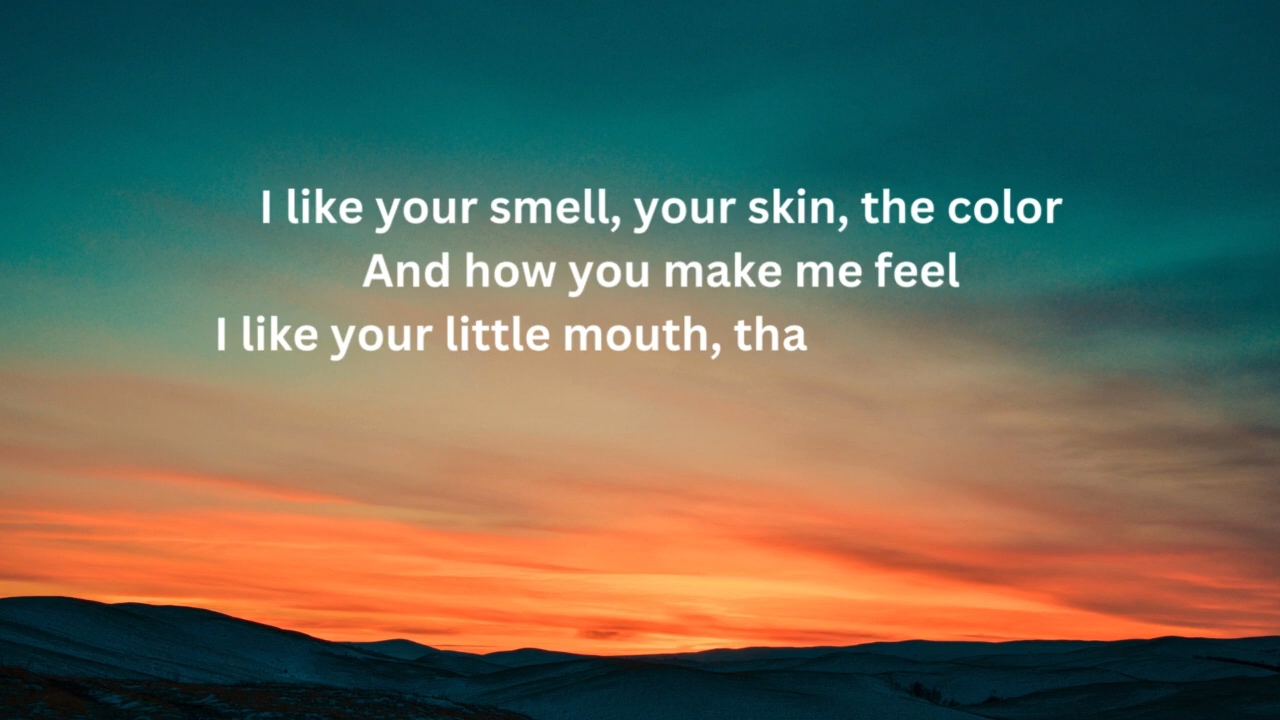 I like your smell, your skin, the color
And how you make me feel
I like your little mouth, tha